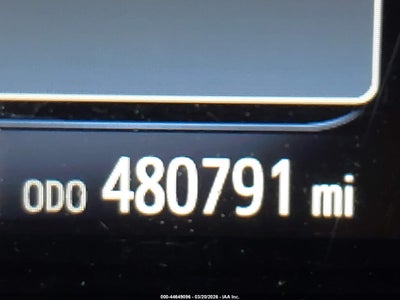 ODO 480791 mi
000-44649096 - 03/20/2026 - IAA Inc.